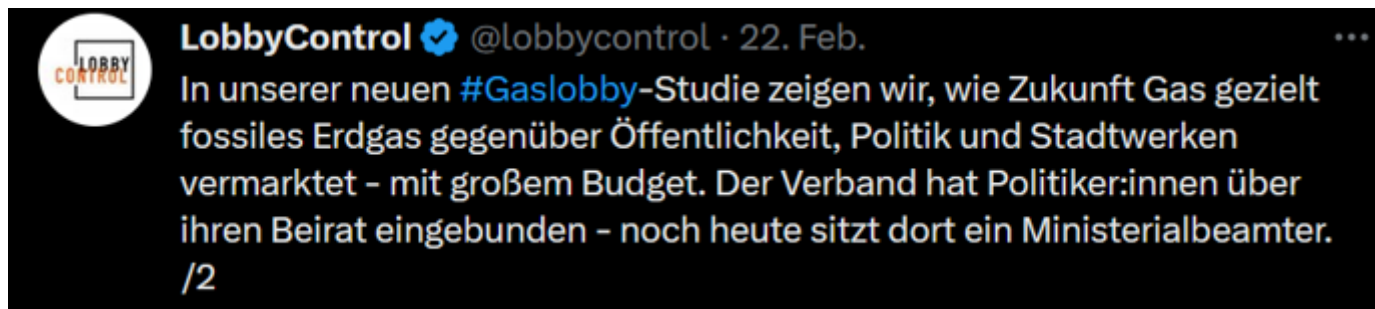 LOBBY
CONTROL
LobbyControl @lobbycontrol · 22. Feb.
In unserer neuen #Gaslobby-Studie zeigen wir, wie Zukunft Gas gezielt
fossiles Erdgas gegenüber Öffentlichkeit, Politik und Stadtwerken
vermarktet - mit großem Budget. Der Verband hat Politiker:innen über
ihren Beirat eingebunden - noch heute sitzt dort ein Ministerialbeamter.
/2